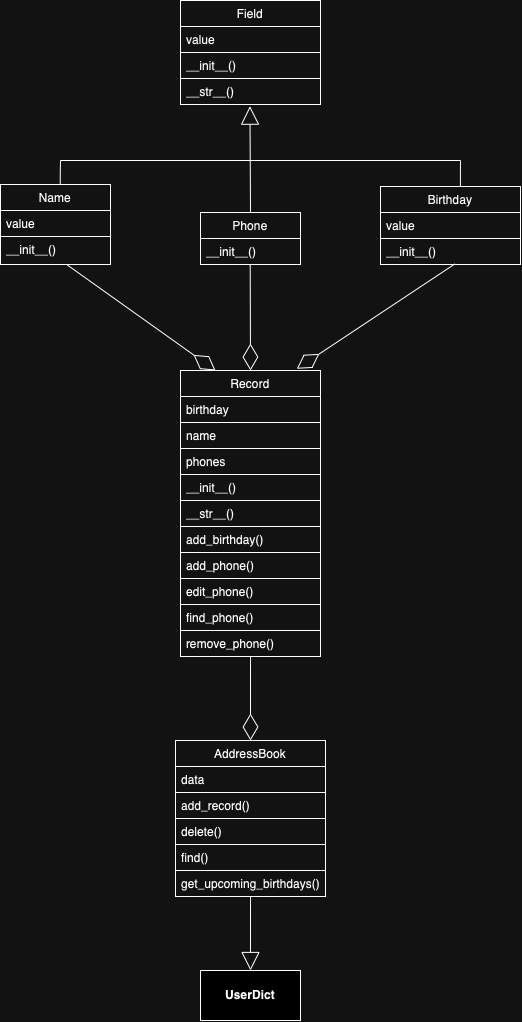 Field
value
__init__()
__str__()
Name
value
__init__()
Phone
__init__()
Birthday
value
__init__()
Record
birthday
name
phones
__init__()
__str__()
add_birthday()
add_phone()
edit_phone()
find_phone()
remove_phone()
AddressBook
data
add_record()
delete()
find()
get_upcoming_birthdays()
UserDict